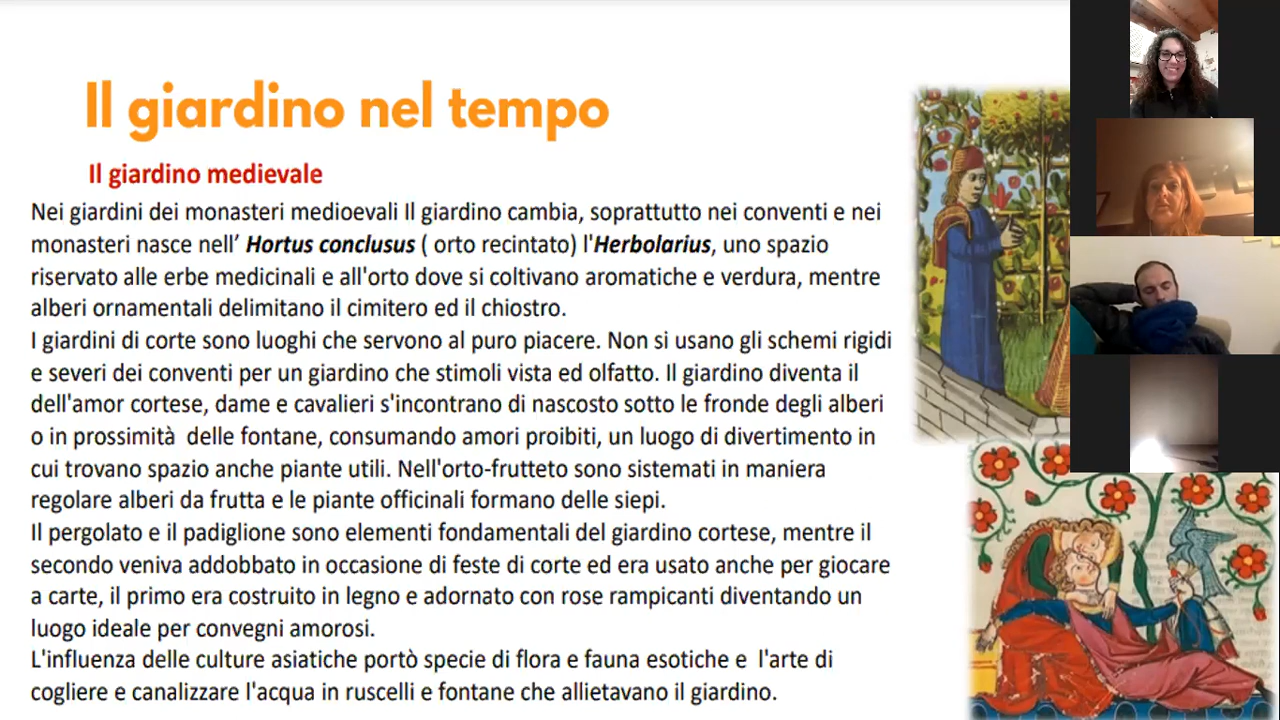 Il giardino nel tempo
Il giardino medievale
Nei giardini dei monasteri medioevali Il giardino cambia, soprattutto nei conventi e nei
monasteri nasce nell’ Hortus conclusus ( orto recintato) l'Herbolarius, uno spazio
riservato alle erbe medicinali e all'orto dove si coltivano aromatiche e verdura, mentre
alberi ornamentali delimitano il cimitero ed il chiostro.
I giardini di corte sono luoghi che servono al puro piacere. Non si usano gli schemi rigidi
e severi dei conventi per un giardino che stimoli vista ed olfatto. Il giardino diventa il
dell'amor cortese, dame e cavalieri s'incontrano di nascosto sotto le fronde degli alberi
o in prossimità  delle fontane, consumando amori proibiti, un luogo di divertimento in
cui trovano spazio anche piante utili. Nell'orto-frutteto sono sistemati in maniera
regolare alberi da frutta e le piante officinali formano delle siepi.
Il pergolato e il padiglione sono elementi fondamentali del giardino cortese, mentre il
secondo veniva addobbato in occasione di feste di corte ed era usato anche per giocare
a carte, il primo era costruito in legno e adornato con rose rampicanti diventando un
luogo ideale per convegni amorosi.
L'influenza delle culture asiatiche portò specie di flora e fauna esotiche e  l'arte di
cogliere e canalizzare l'acqua in ruscelli e fontane che allietavano il giardino.